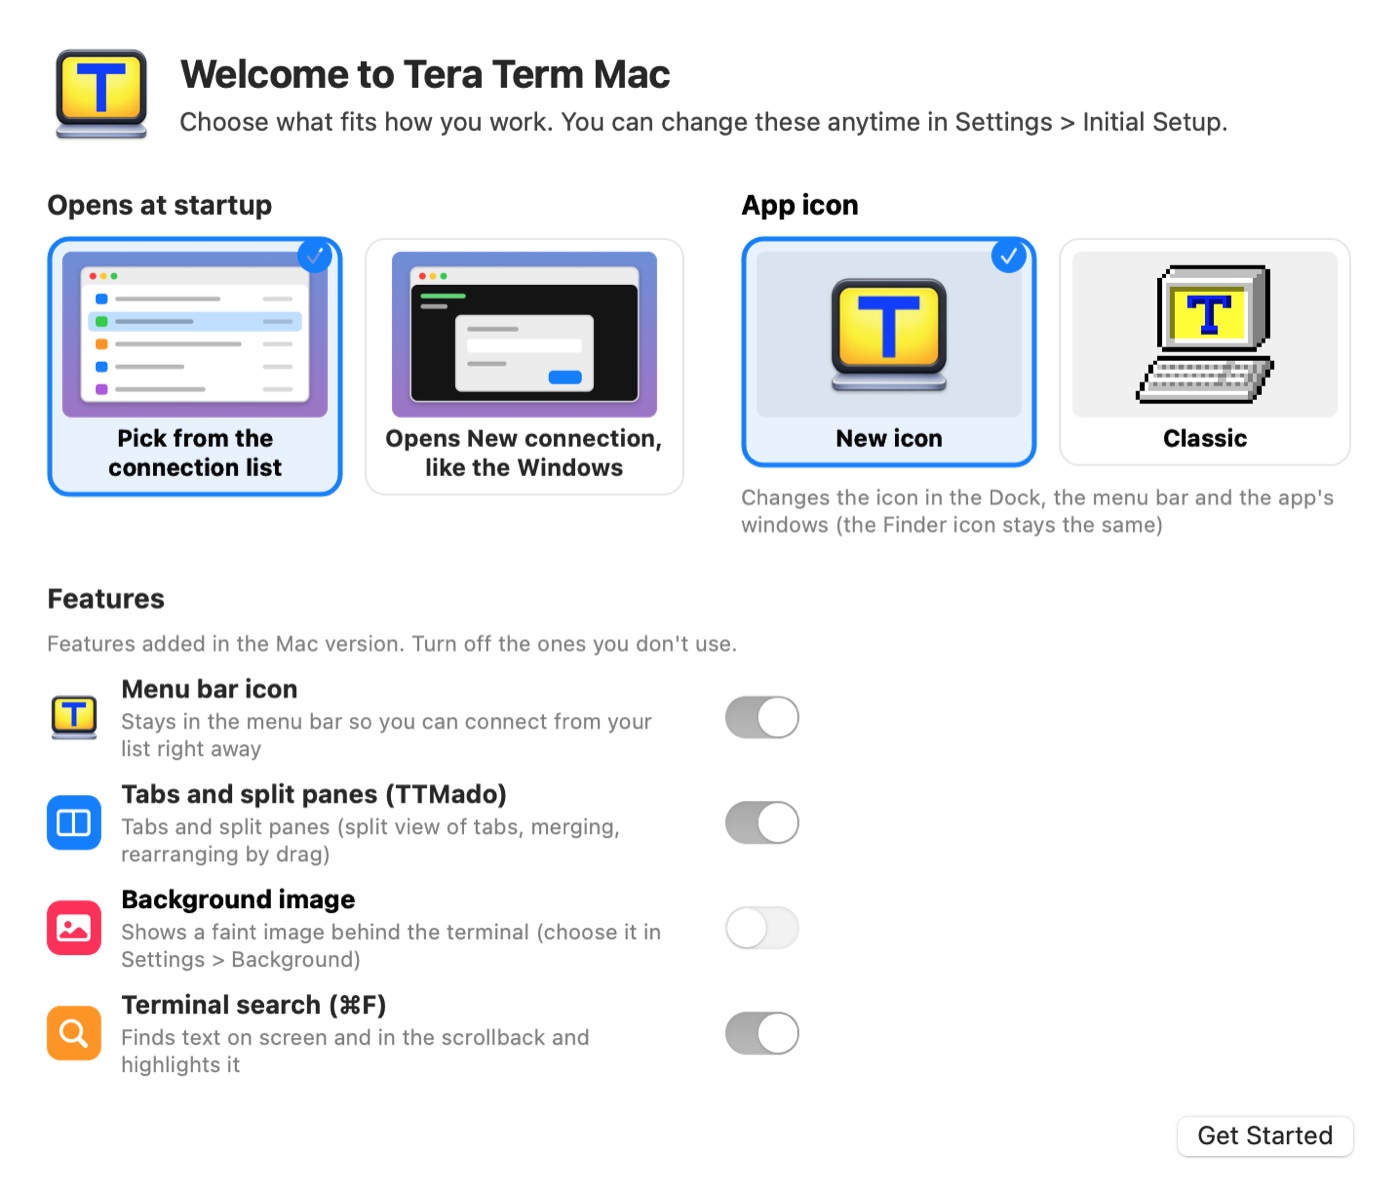 Welcome to Tera Term Mac
Choose what fits how you work. You can change these anytime in Settings > Initial Setup.
Opens at startup
Pick from the
connection list
Opens New connection,
like the Windows
App icon
T
New icon
T
Classic
Changes the icon in the Dock, the menu bar and the app's
windows (the Finder icon stays the same)
Features
Features added in the Mac version. Turn off the ones you don't use.
T
Menu bar icon
Stays in the menu bar so you can connect from your
list right away
Tabs and split panes (TTMado)
Tabs and split panes (split view of tabs, merging,
rearranging by drag)
Background image
Shows a faint image behind the terminal (choose it in
Settings > Background)
Terminal search (⌘F)
Finds text on screen and in the scrollback and
highlights it
Get Started